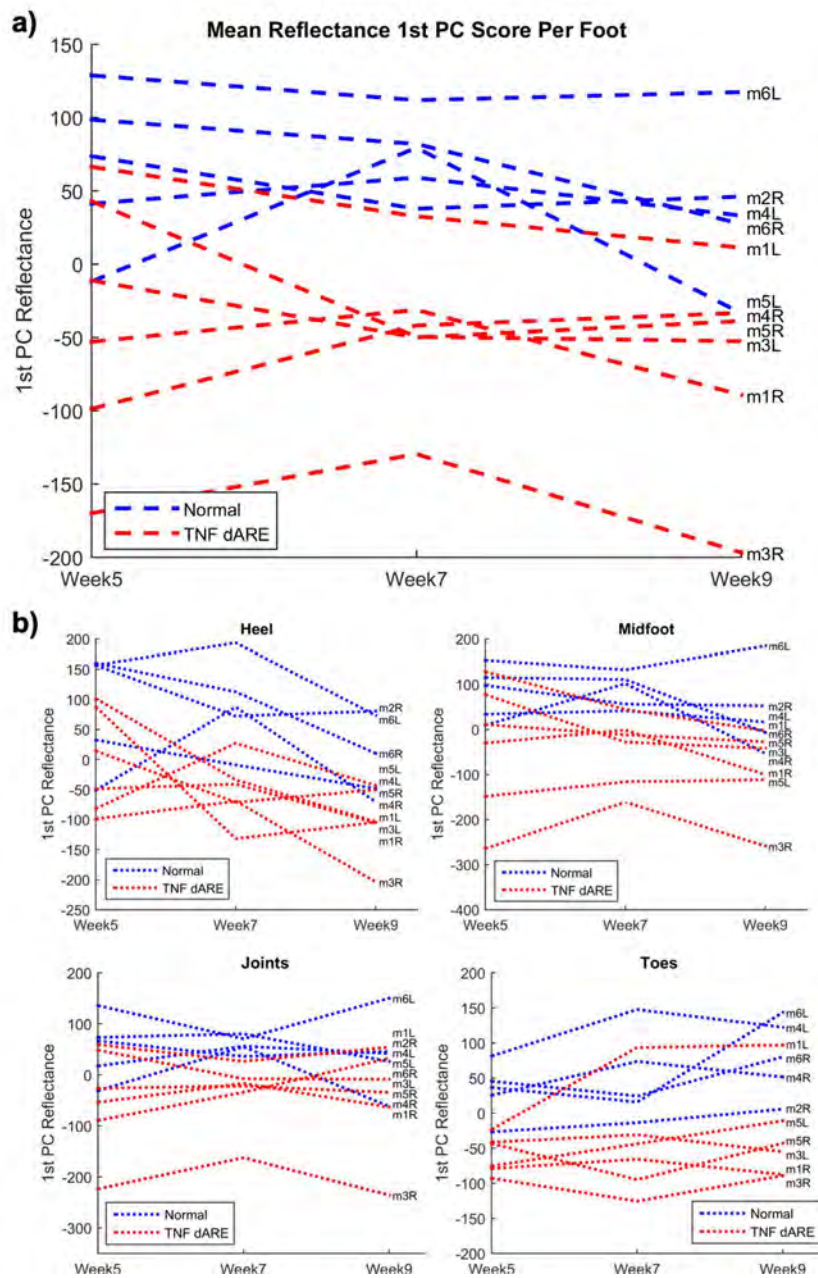 a)
Mean Reflectance 1st PC Score Per Foot
1st PC Reflectance
150
100
50
0
-50
-100
-150
-200
m6L
m2R
m4L
m6R
m1L
m5L
m4R
m5R
m3L
m1R
m3R
Normal
TNF dARE
Week5
Week7
Week9
b)
Heel
1st PC Reflectance
200
150
100
50
0
-50
-100
-150
-200
-250
m2R
m6L
m6R
m5L
m4L
m5R
m4R
m1L
m3L
m1R
m3R
Normal
TNF dARE
Week5
Week7
Week9
Midfoot
1st PC Reflectance
200
100
0
-100
-200
-300
-400
m6L
m2R
m4L
m1L
m6R
m5R
m3L
m4R
m1R
m5L
m3R
Normal
TNF dARE
Week5
Week7
Week9
Joints
1st PC Reflectance
200
100
0
-100
-200
-300
m6L
m1L
m2R
m4L
m5L
m6R
m3L
m5R
m4R
m1R
m3R
Normal
TNF dARE
Week5
Week7
Week9
Toes
1st PC Reflectance
200
150
100
50
0
-50
-100
-150
-200
m6L
m4L
m1L
m6R
m4R
m2R
m5L
m5R
m3L
m1R
m3R
Normal
TNF dARE
Week5
Week7
Week9